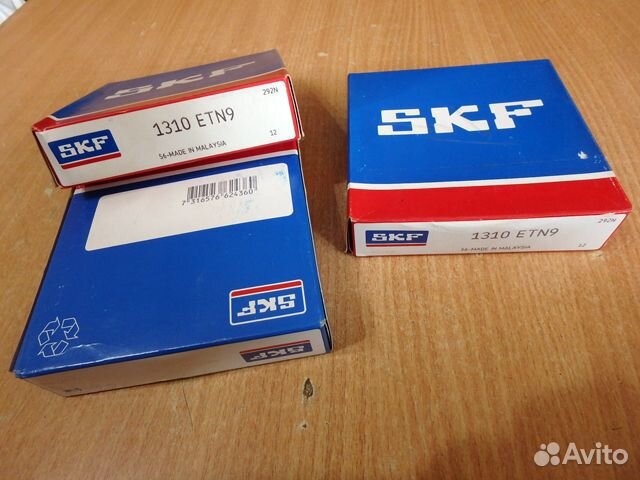 SKF
292N
1310 ETN9
SKF
12
56-MADE IN MALAYSIA
7 316576 624360
SKF
SKF
SKF
292N
1310 ETN9
SKF
56-MADE IN MALAYSIA
12
Avito